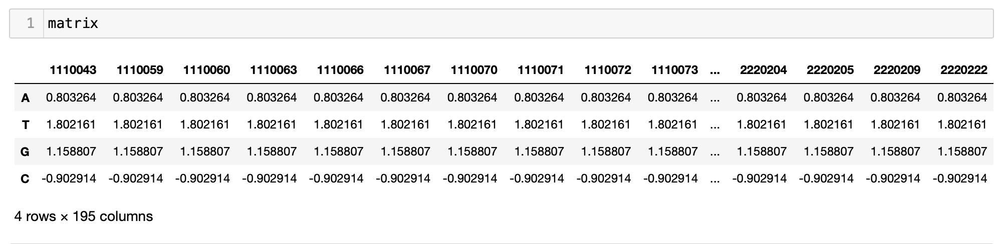 1 matrix
1110043 1110059 1110060 1110063 1110066 1110067 1110070 1110071 1110072 1110073 ... 2220204 2220205 2220209 2220222
A 0.803264 0.803264 0.803264 0.803264 0.803264 0.803264 0.803264 0.803264 0.803264 0.803264 ... 0.803264 0.803264 0.803264 0.803264
T 1.802161 1.802161 1.802161 1.802161 1.802161 1.802161 1.802161 1.802161 1.802161 1.802161 ... 1.802161 1.802161 1.802161 1.802161
G 1.158807 1.158807 1.158807 1.158807 1.158807 1.158807 1.158807 1.158807 1.158807 1.158807 ... 1.158807 1.158807 1.158807 1.158807
C -0.902914 -0.902914 -0.902914 -0.902914 -0.902914 -0.902914 -0.902914 -0.902914 -0.902914 -0.902914 ... -0.902914 -0.902914 -0.902914 -0.902914
4 rows × 195 columns